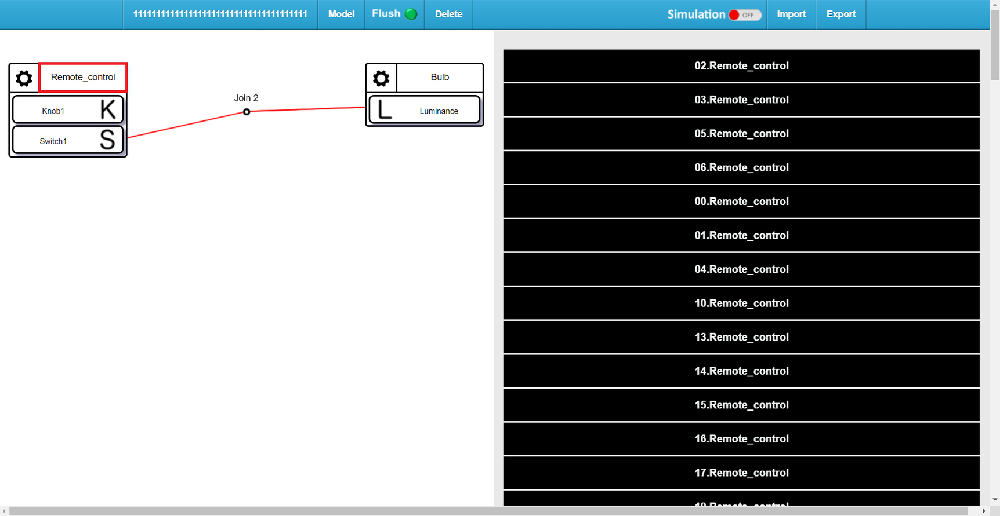 11111111111111111111111111111111111111
Model
Flush
Delete
Simulation
OFF
Import
Export
Remote_control
Knob1 K
Switch1 S
Join 2
Bulb
L Luminance
02.Remote_control
03.Remote_control
05.Remote_control
06.Remote_control
00.Remote_control
01.Remote_control
04.Remote_control
10.Remote_control
13.Remote_control
14.Remote_control
15.Remote_control
16.Remote_control
17.Remote_control